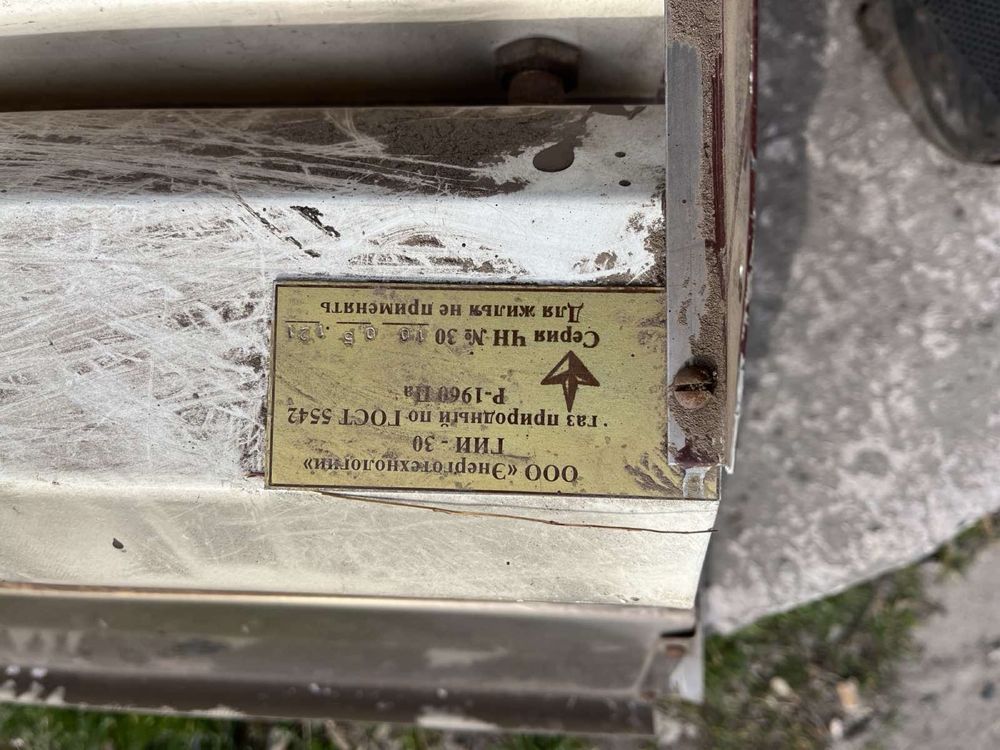 ООО «Энерготехнологии»
ГИИ - 30
газ природный по ГОСТ 5542
Р-1960 Па
Серия ЧН № 30 10 05 121
Для жилья не применять